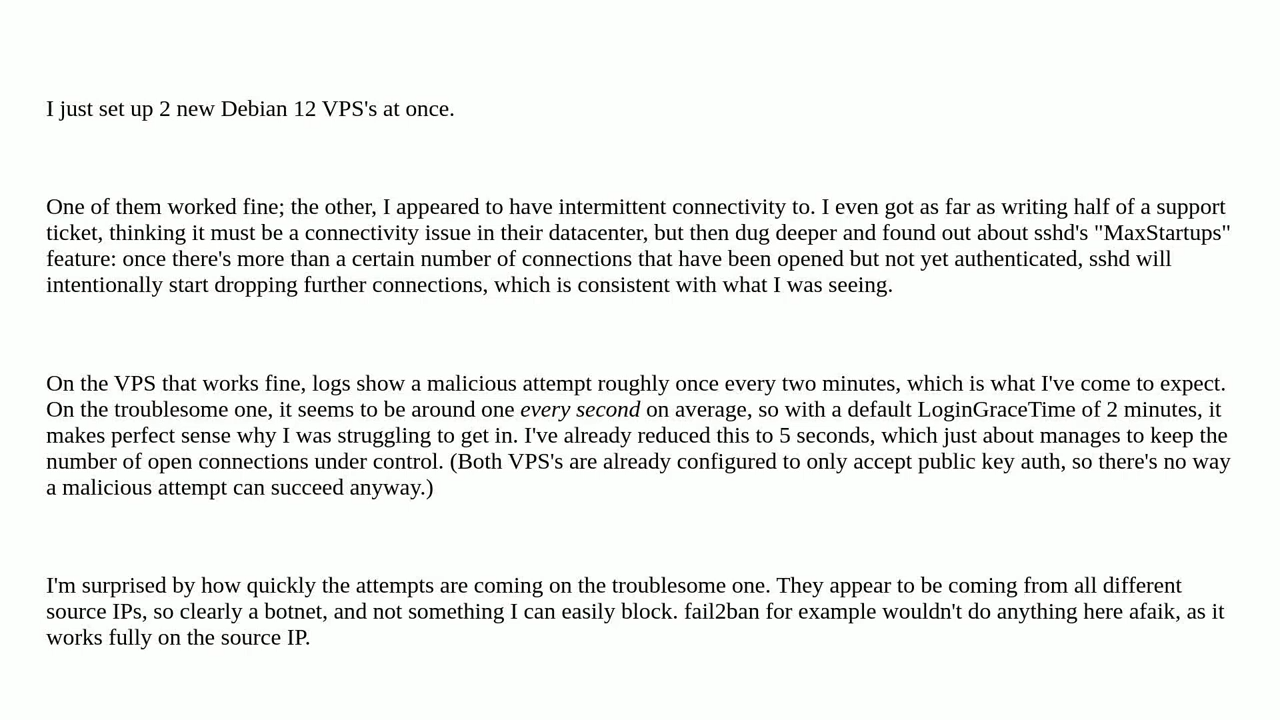 I just set up 2 new Debian 12 VPS's at once.
One of them worked fine; the other, I appeared to have intermittent connectivity to. I even got as far as writing half of a support
ticket, thinking it must be a connectivity issue in their datacenter, but then dug deeper and found out about sshd's "MaxStartups"
feature: once there's more than a certain number of connections that have been opened but not yet authenticated, sshd will
intentionally start dropping further connections, which is consistent with what I was seeing.
On the VPS that works fine, logs show a malicious attempt roughly once every two minutes, which is what I've come to expect.
On the troublesome one, it seems to be around one every second on average, so with a default LoginGraceTime of 2 minutes, it
makes perfect sense why I was struggling to get in. I've already reduced this to 5 seconds, which just about manages to keep the
number of open connections under control. (Both VPS's are already configured to only accept public key auth, so there's no way
a malicious attempt can succeed anyway.)
I'm surprised by how quickly the attempts are coming on the troublesome one. They appear to be coming from all different
source IPs, so clearly a botnet, and not something I can easily block. fail2ban for example wouldn't do anything here afaik, as it
works fully on the source IP.